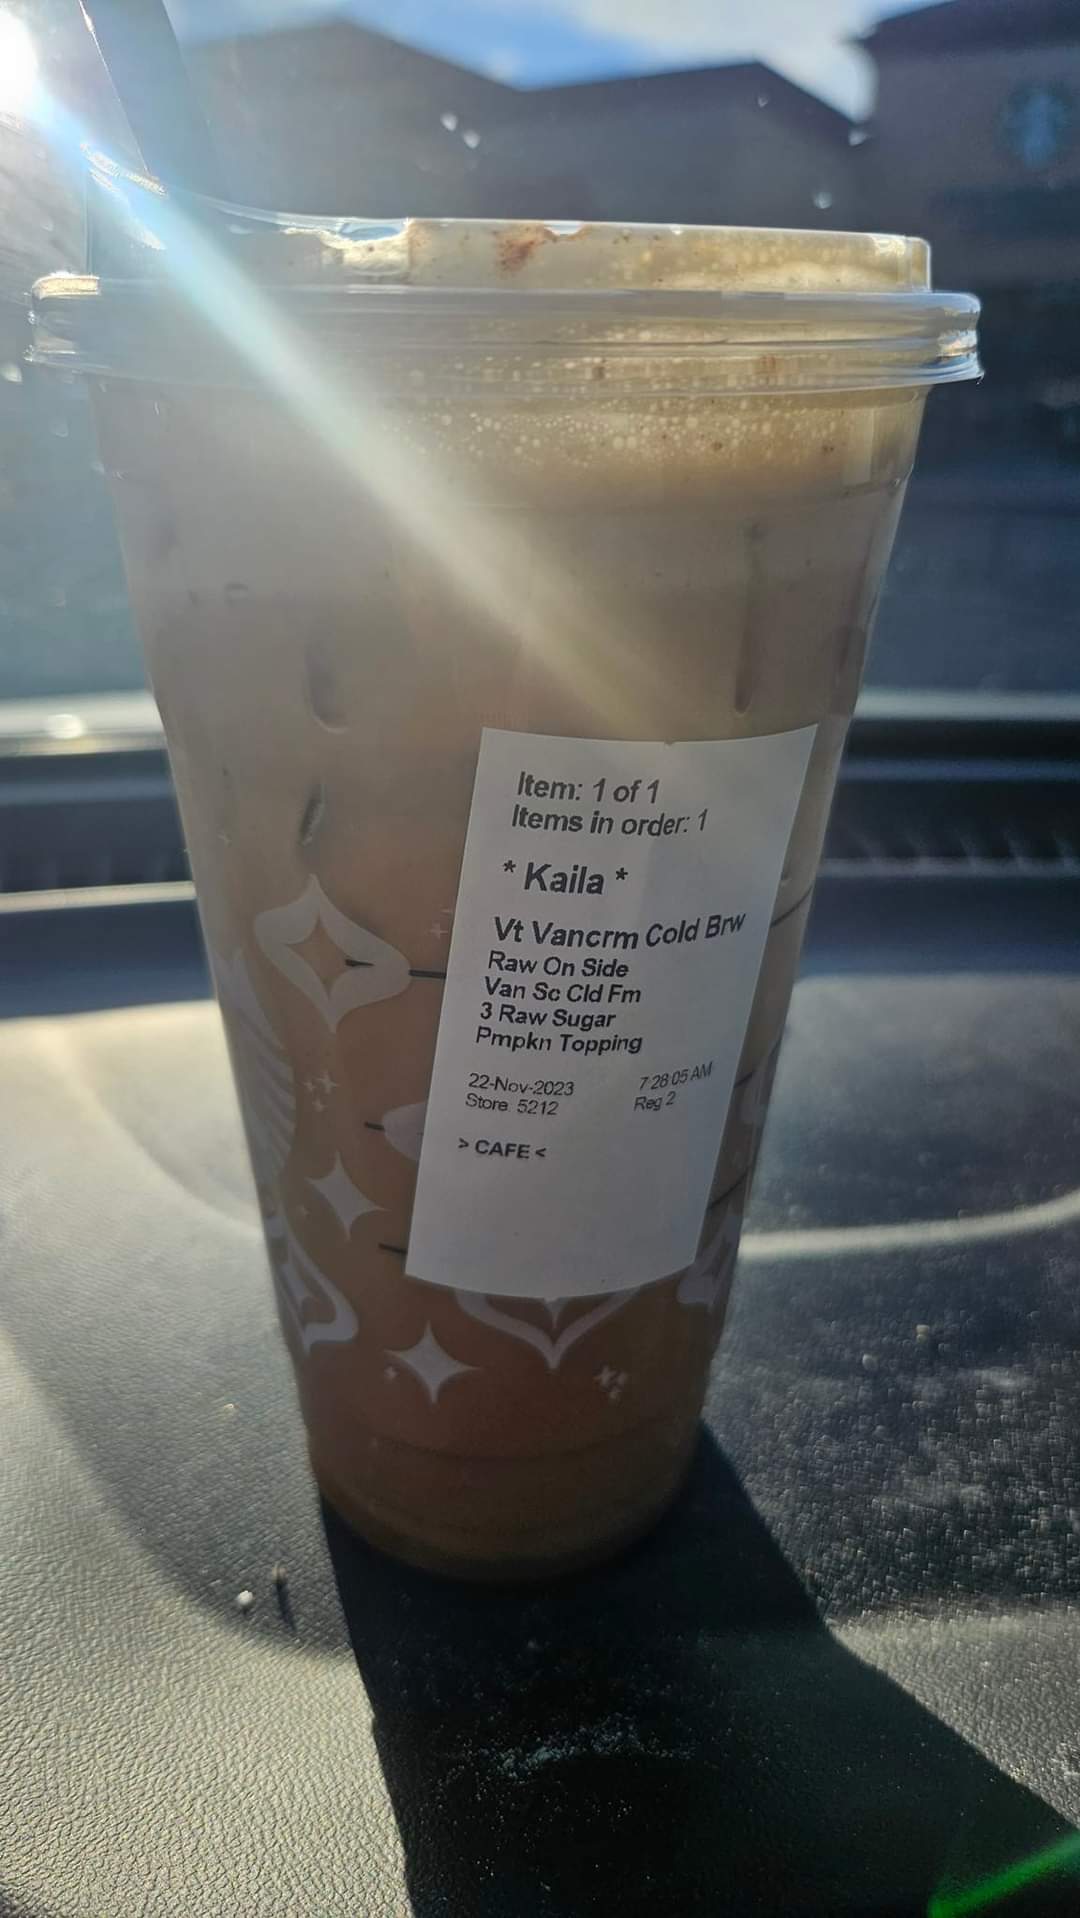 Item: 1 of 1
Items in order: 1
* Kaila *
Vt Vancrm Cold Brw
Raw On Side
Van Sc Cld Fm
3 Raw Sugar
Pmpkn Topping
22-Nov-2023 7:28:05 AM
Store: 5212 Reg 2
> CAFE <